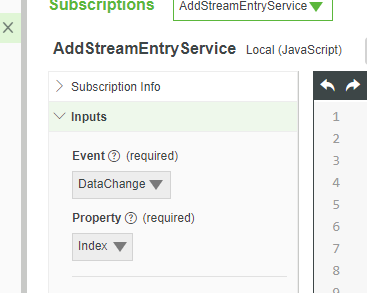 Subscriptions
AddStreamEntryService
AddStreamEntryService Local (JavaScript)
Subscription Info
Inputs
Event (required)
DataChange
Property (required)
Index
1
2
3
4
5
6
7
8
9